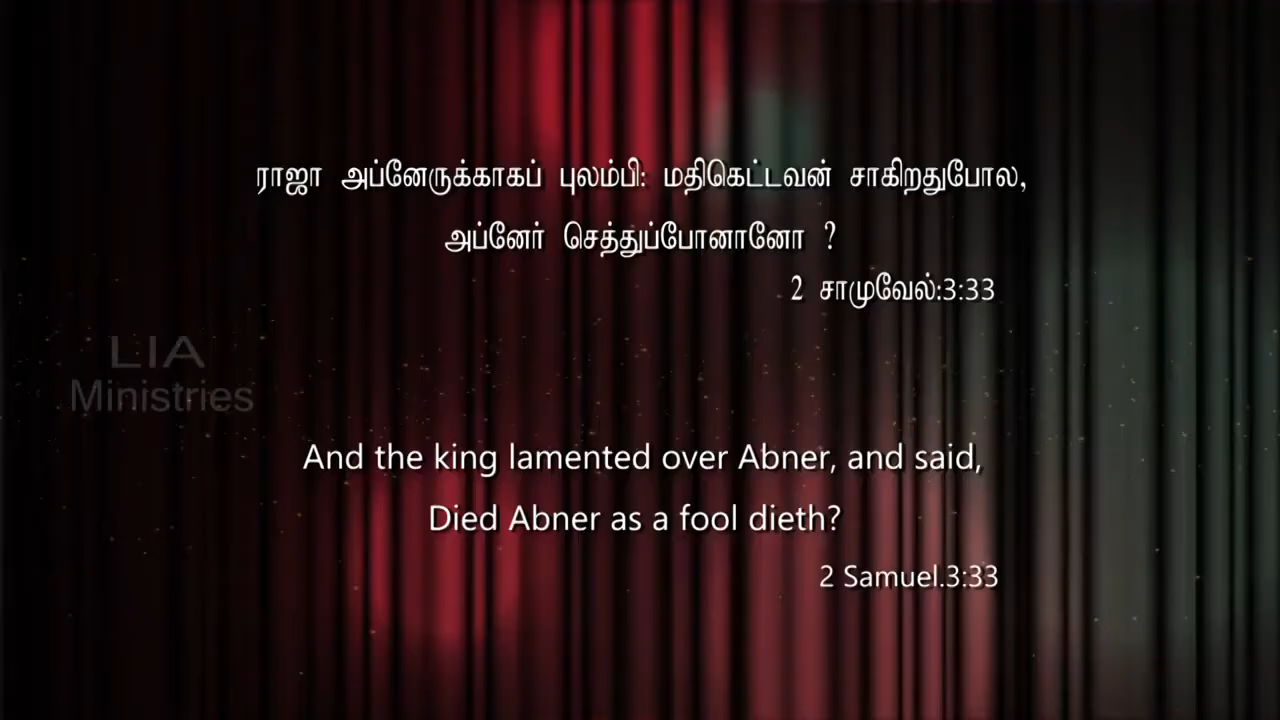 ராஜா அப்னேருக்காகப் புலம்பி: மதிகெட்டவன் சாகிறதுபோல,
அப்னேர் செத்துப்போனானோ ?
2 சாமுவேல்:3:33
LIA
Ministries
And the king lamented over Abner, and said,
Died Abner as a fool dieth?
2 Samuel.3:33